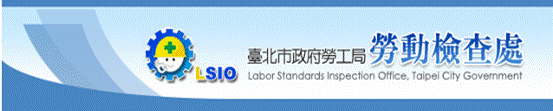 LSIO
臺北市政府勞工局 勞動檢查處
Labor Standards Inspection Office, Taipei City Government